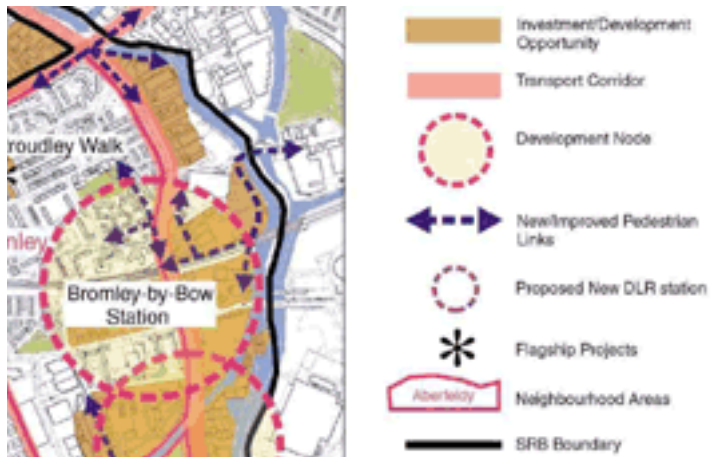 roudley Walk
nley
Bromley-by-Bow
Station
Investment/Development
Opportunity
Transport Corridor
Development Node
New/Improved Pedestrian
Links
Proposed New DLR station
Flagship Projects
Aberfeldy
Neighbourhood Areas
SRB Boundary